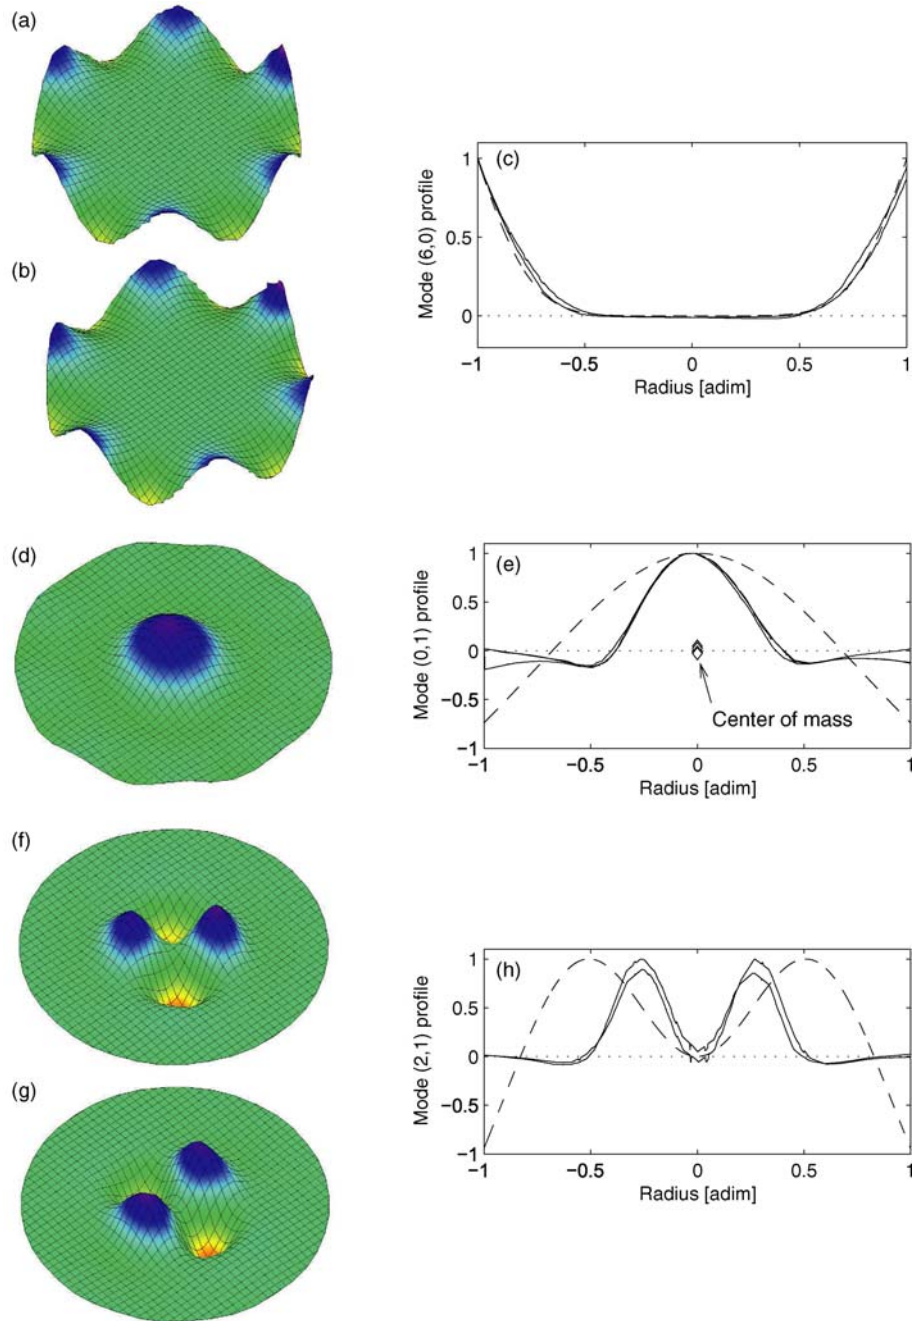 (a)
(b)
(c)
Mode (6,0) profile
1
0.5
0
−1
−0.5
0
0.5
1
Radius [adim]
(d)
(e)
Mode (0,1) profile
1
0.5
0
−0.5
−1
Center of mass
−1
−0.5
0
0.5
1
Radius [adim]
(f)
(g)
(h)
Mode (2,1) profile
1
0.5
0
−0.5
−1
−1
−0.5
0
0.5
1
Radius [adim]